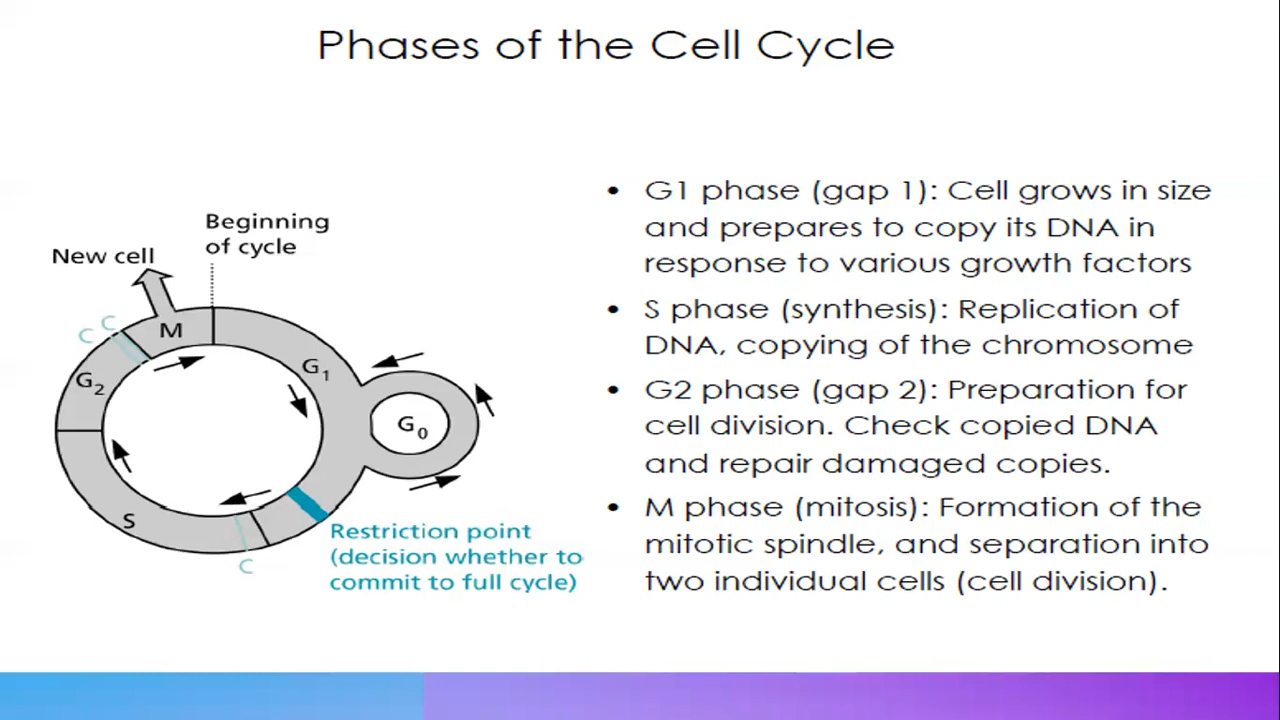 Phases of the Cell Cycle
Beginning
of cycle
New cell
C
C
M
G1
G2
G0
S
C
Restriction point
(decision whether to
commit to full cycle)
• G1 phase (gap 1): Cell grows in size
and prepares to copy its DNA in
response to various growth factors
• S phase (synthesis): Replication of
DNA, copying of the chromosome
• G2 phase (gap 2): Preparation for
cell division. Check copied DNA
and repair damaged copies.
• M phase (mitosis): Formation of the
mitotic spindle, and separation into
two individual cells (cell division).